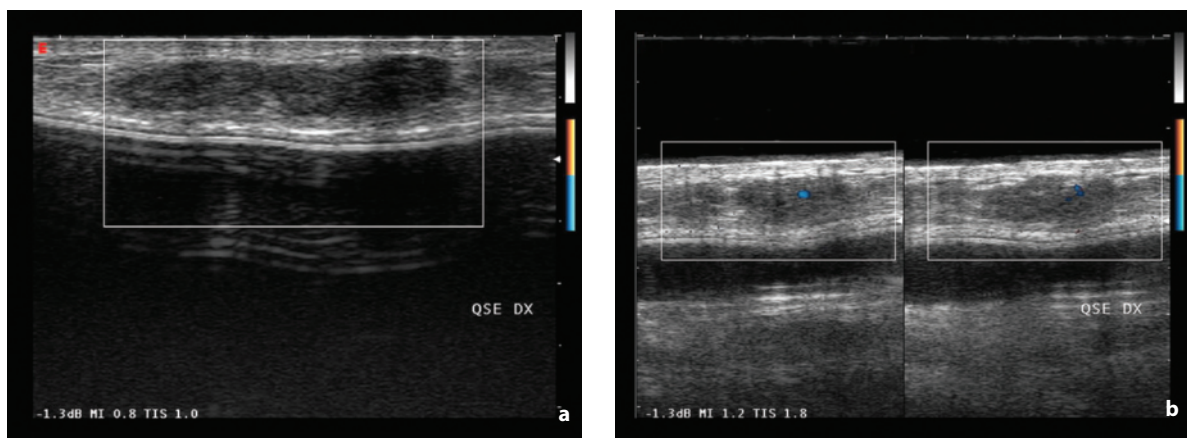 E
QSE DX
-1.3dB MI 0.8 TIS 1.0
a
QSE DX
-1.3dB MI 1.2 TIS 1.8
b